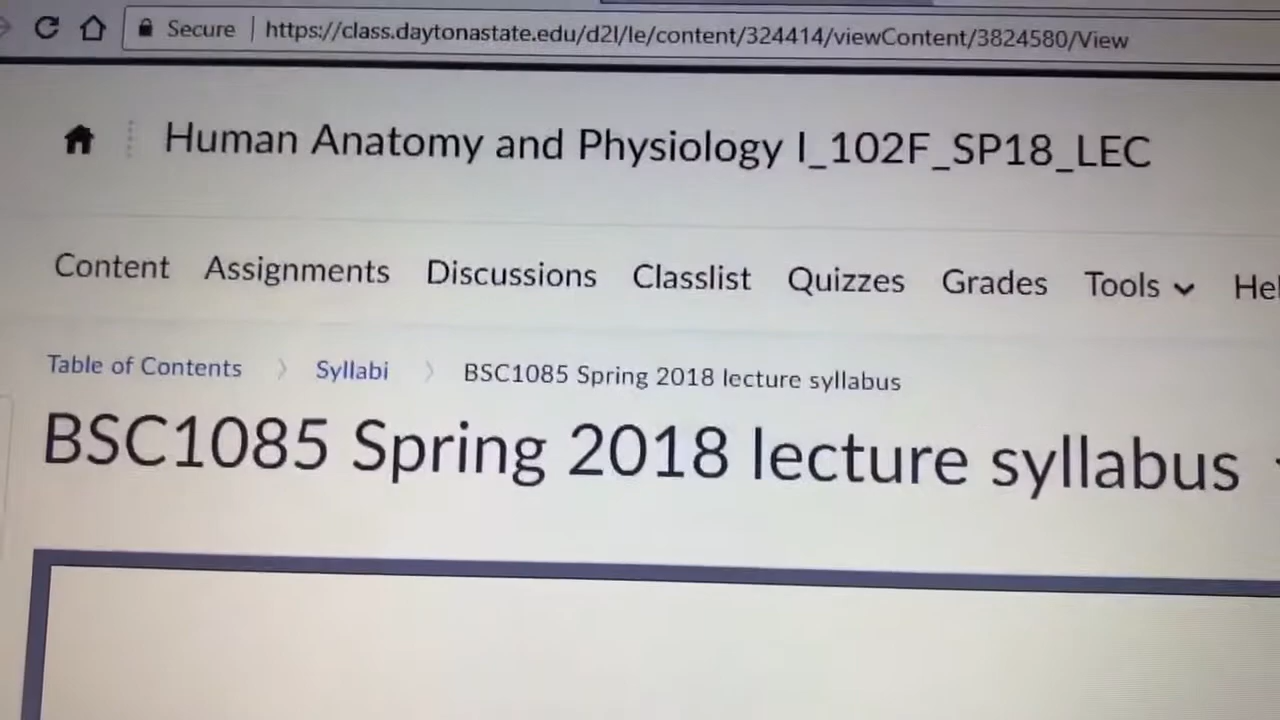 Secure https://class.daytonastate.edu/d2l/le/content/324414/viewContent/3824580/View
Human Anatomy and Physiology I_102F_SP18_LEC
Content Assignments Discussions Classlist Quizzes Grades Tools
Table of Contents Syllabi BSC1085 Spring 2018 lecture syllabus
BSC1085 Spring 2018 lecture syllabus